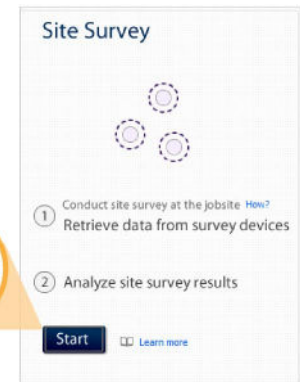 Site Survey
1 Conduct site survey at the jobsite How?
Retrieve data from survey devices
2 Analyze site survey results
Start Learn more